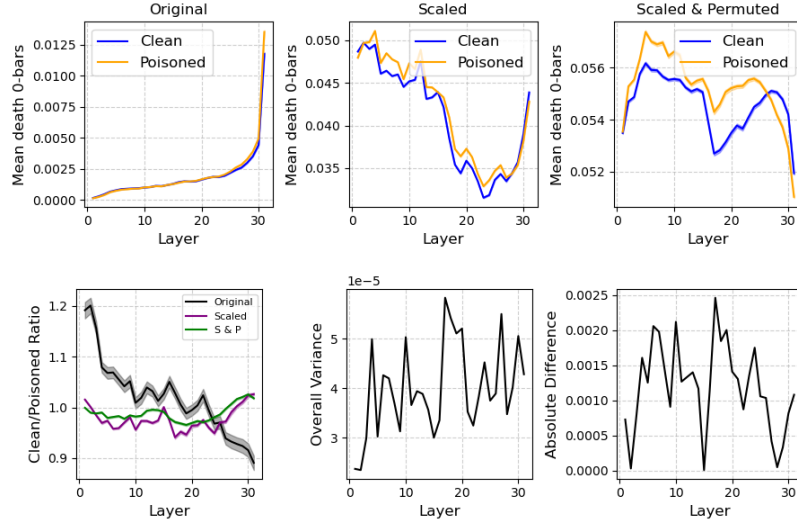 Original
Mean death 0-bars
0.0125
0.0100
0.0075
0.0050
0.0025
0.0000
Clean
Poisoned
0
10
20
30
Layer
Scaled
Mean death 0-bars
0.050
0.045
0.040
0.035
Clean
Poisoned
0
10
20
30
Layer
Scaled & Permuted
Mean death 0-bars
0.056
0.054
0.052
Clean
Poisoned
0
10
20
30
Layer
Clean/Poisoned Ratio
1.2
1.1
1.0
0.9
Original
Scaled
S & P
0
10
20
30
Layer
1e−5
Overall Variance
5
4
3
0
10
20
30
Layer
Absolute Difference
0.0025
0.0020
0.0015
0.0010
0.0005
0.0000
0
10
20
30
Layer